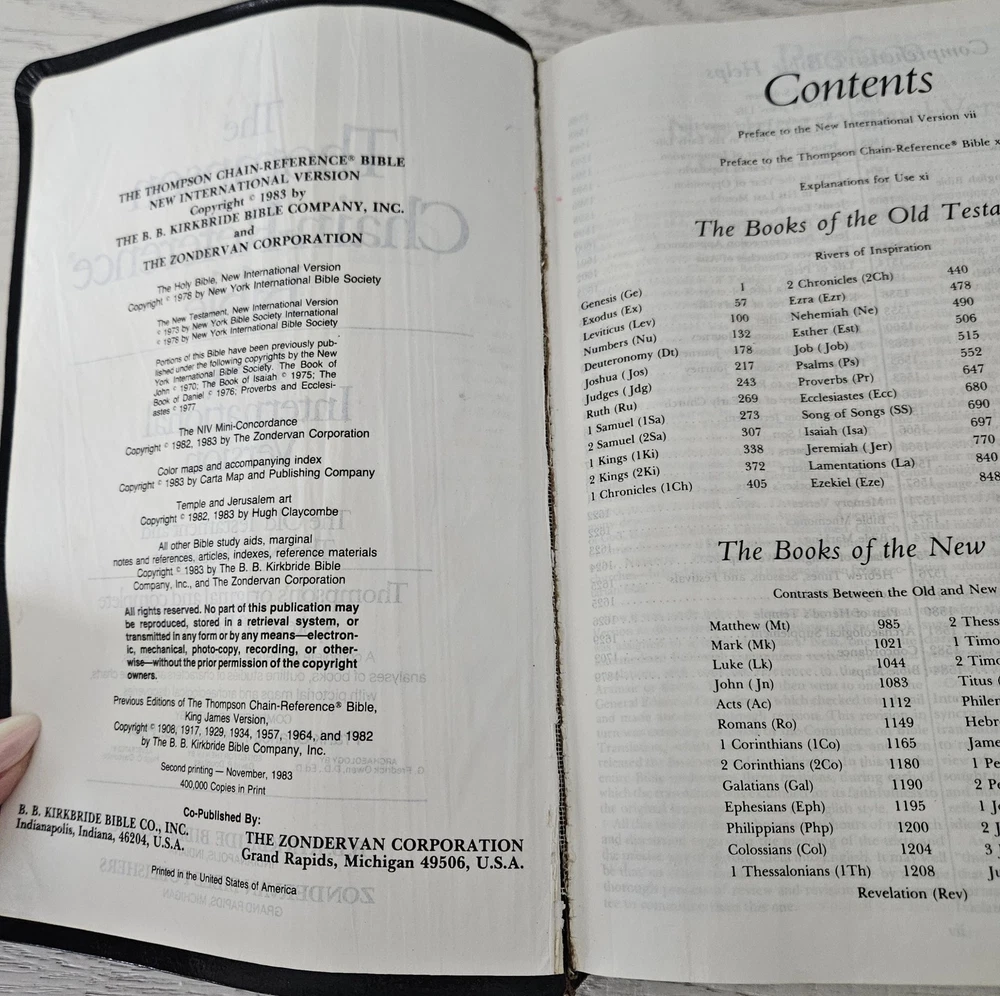 THE THOMPSON CHAIN-REFERENCE® BIBLE
NEW INTERNATIONAL VERSION
Copyright © 1983 by
THE B. B. KIRKBRIDE BIBLE COMPANY, INC.
and
THE ZONDERVAN CORPORATION
The Holy Bible, New International Version
Copyright © 1978 by New York International Bible Society
The New Testament, New International Version
© 1973 by New York Bible Society International
© 1978 by New York International Bible Society
Portions of this Bible have been previously pub-
lished under the following copyrights by the New
York International Bible Society. The Book of
John © 1970; The Book of Isaiah © 1975; The
Book of Daniel © 1976; Proverbs and Ecclesi-
astes © 1977
The NIV Mini-Concordance
Copyright © 1982, 1983 by The Zondervan Corporation
Color maps and accompanying index
Copyright © 1983 by Carta Map and Publishing Company
Temple and Jerusalem art
Copyright © 1982, 1983 by Hugh Claycombe
All other Bible study aids, marginal
notes and references, articles, indexes, reference materials
Copyright © 1983 by The B. B. Kirkbride Bible
Company, Inc., and The Zondervan Corporation
All rights reserved. No part of this publication may
be reproduced, stored in a retrieval system, or
transmitted in any form or by any means—electron-
ic, mechanical, photo-copy, recording, or other-
wise—without the prior permission of the copyright
owners.
Previous Editions of The Thompson Chain-Reference® Bible,
King James Version,
Copyright © 1908, 1917, 1929, 1934, 1957, 1964, and 1982
by The B. B. Kirkbride Bible Company, Inc.
Second printing — November, 1983
400,000 Copies in Print
Co-Published By:
B. B. KIRKBRIDE BIBLE CO., INC.
Indianapolis, Indiana, 46204, U.S.A.
THE ZONDERVAN CORPORATION
Grand Rapids, Michigan 49506, U.S.A.
Printed in the United States of America
Contents
Preface to the New International Version vii
Preface to the Thompson Chain-Reference® Bible x
Explanations for Use xi
The Books of the Old Testa
Rivers of Inspiration
Genesis (Ge) 1 2 Chronicles (2Ch) 440
Exodus (Ex) 57 Ezra (Ezr) 478
Leviticus (Lev) 100 Nehemiah (Ne) 490
Numbers (Nu) 132 Esther (Est) 506
Deuteronomy (Dt) 178 Job (Job) 515
Joshua (Jos) 217 Psalms (Ps) 552
Judges (Jdg) 243 Proverbs (Pr) 647
Ruth (Ru) 269 Ecclesiastes (Ecc) 680
1 Samuel (1Sa) 273 Song of Songs (SS) 690
2 Samuel (2Sa) 307 Isaiah (Isa) 697
1 Kings (1Ki) 338 Jeremiah (Jer) 770
2 Kings (2Ki) 372 Lamentations (La) 840
1 Chronicles (1Ch) 405 Ezekiel (Eze) 848
The Books of the New
Contrasts Between the Old and New
Matthew (Mt) 985 2 Thess
Mark (Mk) 1021 1 Timo
Luke (Lk) 1044 2 Timo
John (Jn) 1083 Titus (
Acts (Ac) 1112 Philem
Romans (Ro) 1149 Hebr
1 Corinthians (1Co) 1165 Jame
2 Corinthians (2Co) 1180 1 Pe
Galatians (Gal) 1190 2 Pe
Ephesians (Eph) 1195 1 Jo
Philippians (Php) 1200 2 J
Colossians (Col) 1204 3
1 Thessalonians (1Th) 1208 Ju
Revelation (Rev)